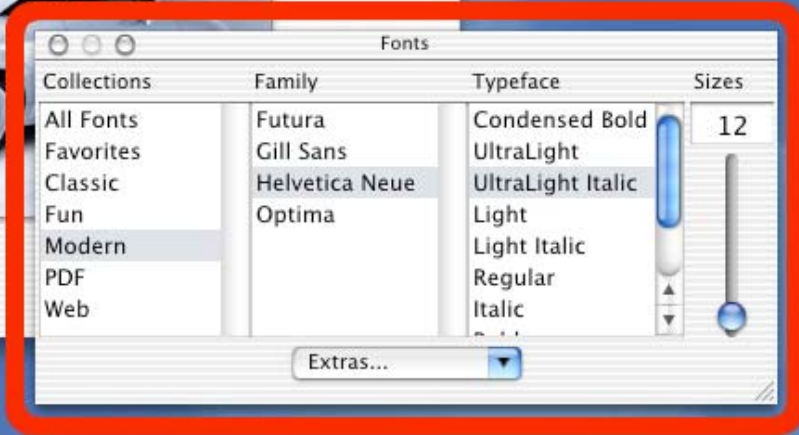 Fonts
Collections Family Typeface Sizes
All Fonts Futura Condensed Bold 12
Favorites Gill Sans UltraLight
Classic Helvetica Neue UltraLight Italic
Fun Optima Light
Modern Light Italic
PDF Regular
Web Italic
Extras...